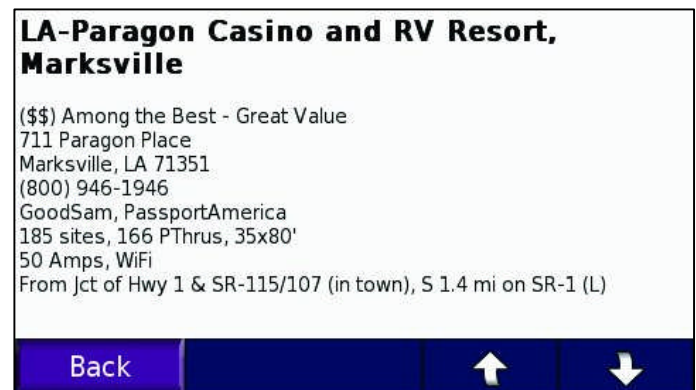 LA-Paragon Casino and RV Resort,
Marksville
($$) Among the Best - Great Value
711 Paragon Place
Marksville, LA 71351
(800) 946-1946
GoodSam, PassportAmerica
185 sites, 166 PThrus, 35x80'
50 Amps, WiFi
From Jct of Hwy 1 & SR-115/107 (in town), S 1.4 mi on SR-1 (L)
Back